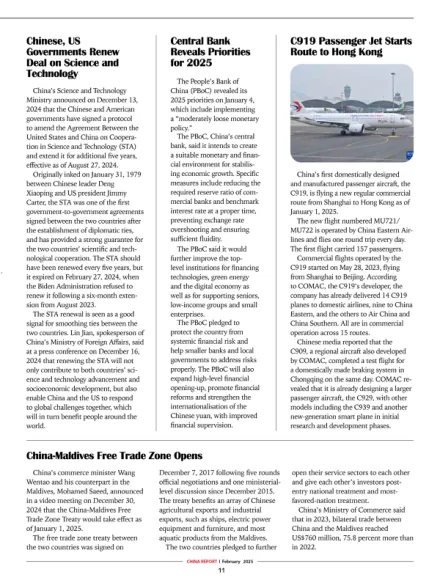 Chinese, US
Governments Renew
Deal on Science and
Technology
China's Science and Technology
Ministry announced on December 13,
2024 that the Chinese and American
governments have signed a protocol
to amend the Agreement Between the
United States and China on Coopera-
tion in Science and Technology (STA)
and extend it for additional five years,
effective as of August 27, 2024.
Originally inked on January 31, 1979
between Chinese leader Deng
Xiaoping and US president Jimmy
Carter, the STA was one of the first
government-to-government agreements
signed between the two countries after
the establishment of diplomatic ties,
and has provided a strong guarantee for
the two countries' scientific and tech-
nological cooperation. The STA should
have been renewed every five years, but
it expired on February 27, 2024, when
the Biden Administration refused to
renew it following a six-month exten-
sion from August 2023.
The STA renewal is seen as a good
signal for smoothing ties between the
two countries. Lin Jian, spokesperson of
China's Ministry of Foreign Affairs, said
at a press conference on December 16,
2024 that renewing the STA will not
only contribute to both countries' sci-
ence and technology advancement and
socioeconomic development, but also
enable China and the US to respond
to global challenges together, which
will in turn benefit people around the
world.
Central Bank
Reveals Priorities
for 2025
The People's Bank of
China (PBoC) revealed its
2025 priorities on January 4,
which include implementing
a "moderately loose monetary
policy."
The PBoC, China's central
bank, said it intends to create
a suitable monetary and finan-
cial environment for stabilis-
ing economic growth. Specific
measures include reducing the
required reserve ratio of com-
mercial banks and benchmark
interest rate at a proper time,
preventing exchange rate
overshooting and ensuring
sufficient fluidity.
The PBoC said it would
further improve the top-
level institutions for financing
technologies, green energy
and the digital economy as
well as for supporting seniors,
low-income groups and small
enterprises.
The PBoC pledged to
protect the country from
systemic financial risk and
help smaller banks and local
governments to address risks
properly. The PBoC will also
expand high-level financial
opening-up, promote financial
reforms and strengthen the
internationalisation of the
Chinese yuan, with improved
financial supervision.
C919 Passenger Jet Starts
Route to Hong Kong
China's first domestically designed
and manufactured passenger aircraft, the
C919, is flying a new regular commercial
route from Shanghai to Hong Kong as of
January 1, 2025.
The new flight numbered MU721/
MU722 is operated by China Eastern Air-
lines and flies one round trip every day.
The first flight carried 157 passengers.
Commercial flights operated by the
C919 started on May 28, 2023, flying
from Shanghai to Beijing. According
to COMAC, the C919's developer, the
company has already delivered 14 C919
planes to domestic airlines, nine to China
Eastern, and the others to Air China and
China Southern. All are in commercial
operation across 15 routes.
Chinese media reported that the
C909, a regional aircraft also developed
by COMAC, completed a test flight for
a domestically made braking system in
Chongqing on the same day. COMAC re-
vealed that it is already designing a larger
passenger aircraft, the C929, with other
models including the C939 and another
new-generation smart plane in initial
research and development phases.
China-Maldives Free Trade Zone Opens
China's commerce minister Wang
Wentao and his counterpart in the
Maldives, Mohamed Saeed, announced
in a video meeting on December 30,
2024 that the China-Maldives Free
Trade Zone Treaty would take effect as
of January 1, 2025.
The free trade zone treaty between
the two countries was signed on
December 7, 2017 following five rounds
official negotiations and one ministerial-
level discussion since December 2015.
The treaty benefits an array of Chinese
agricultural exports and industrial
exports, such as ships, electric power
equipment and furniture, and most
aquatic products from the Maldives.
The two countries pledged to further
open their service sectors to each other
and give each other's investors post-
entry national treatment and most-
favored-nation treatment.
China's Ministry of Commerce said
that in 2023, bilateral trade between
China and the Maldives reached
US$760 million, 75.8 percent more than
in 2022.
CHINA REPORT | February 2025
11